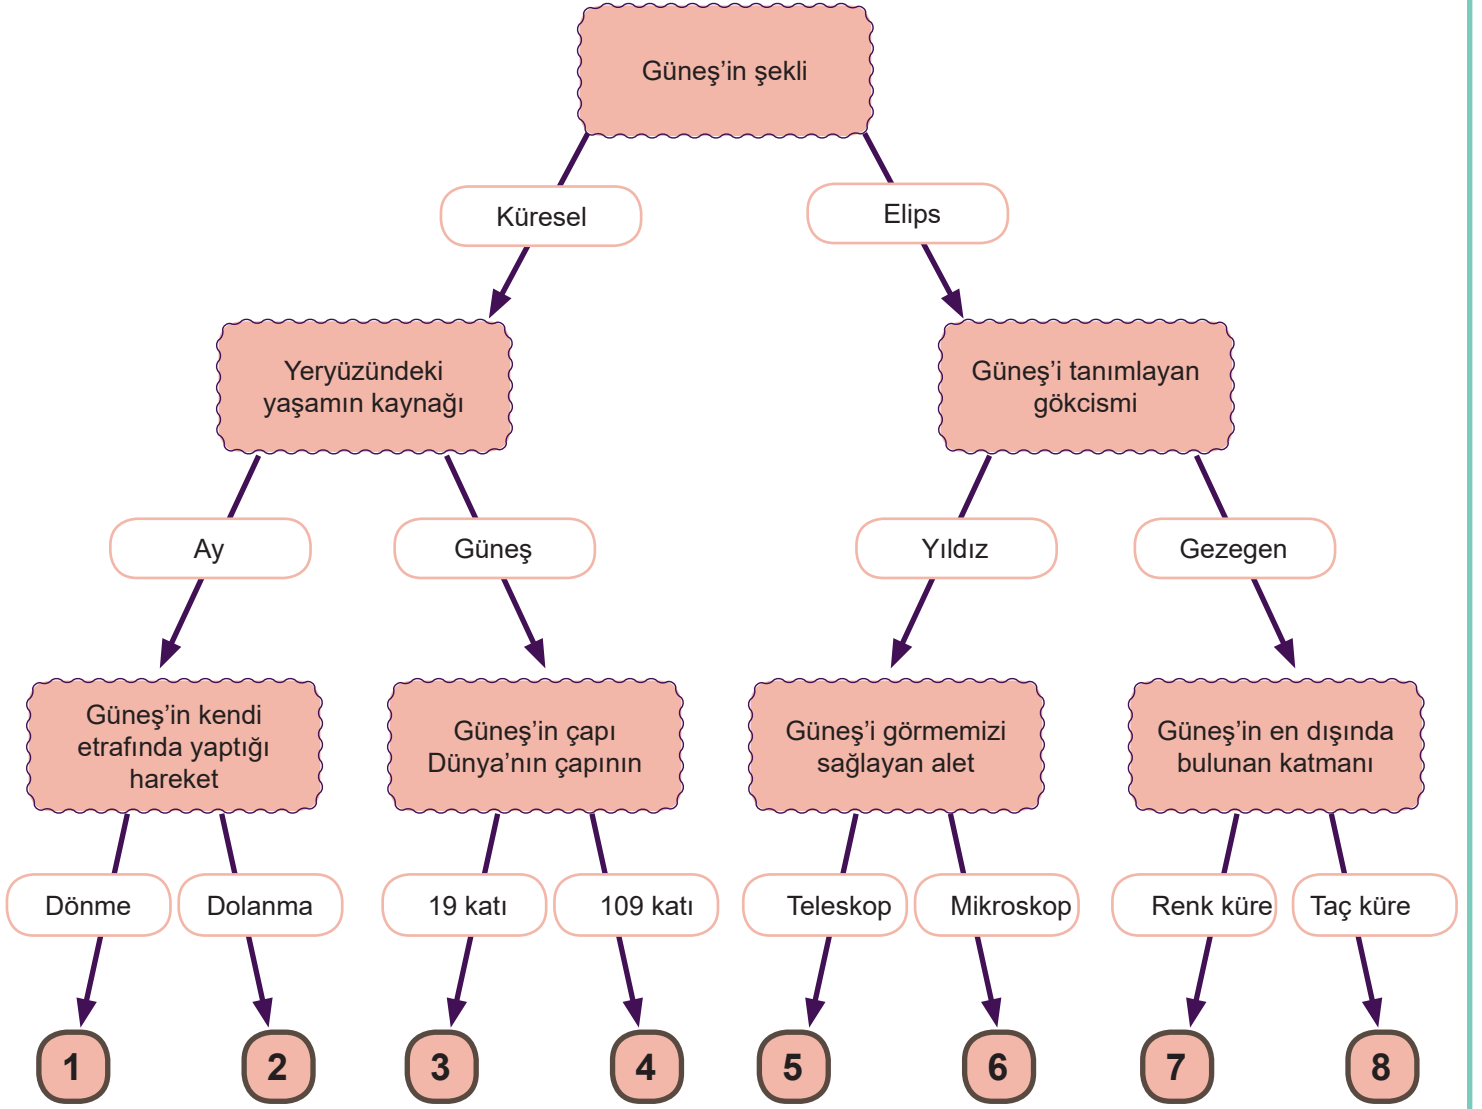 Güneş’in şekli
Küresel
Elips
Yeryüzündeki
yaşamın kaynağı
Güneş’i tanımlayan
gökcismi
Ay
Güneş
Yıldız
Gezegen
Güneş’in kendi
etrafında yaptığı
hareket
Güneş’in çapı
Dünya’nın çapının
Güneş’i görmemizi
sağlayan alet
Güneş’in en dışında
bulunan katmanı
Dönme
Dolanma
19 katı
109 katı
Teleskop
Mikroskop
Renk küre
Taç küre
1
2
3
4
5
6
7
8